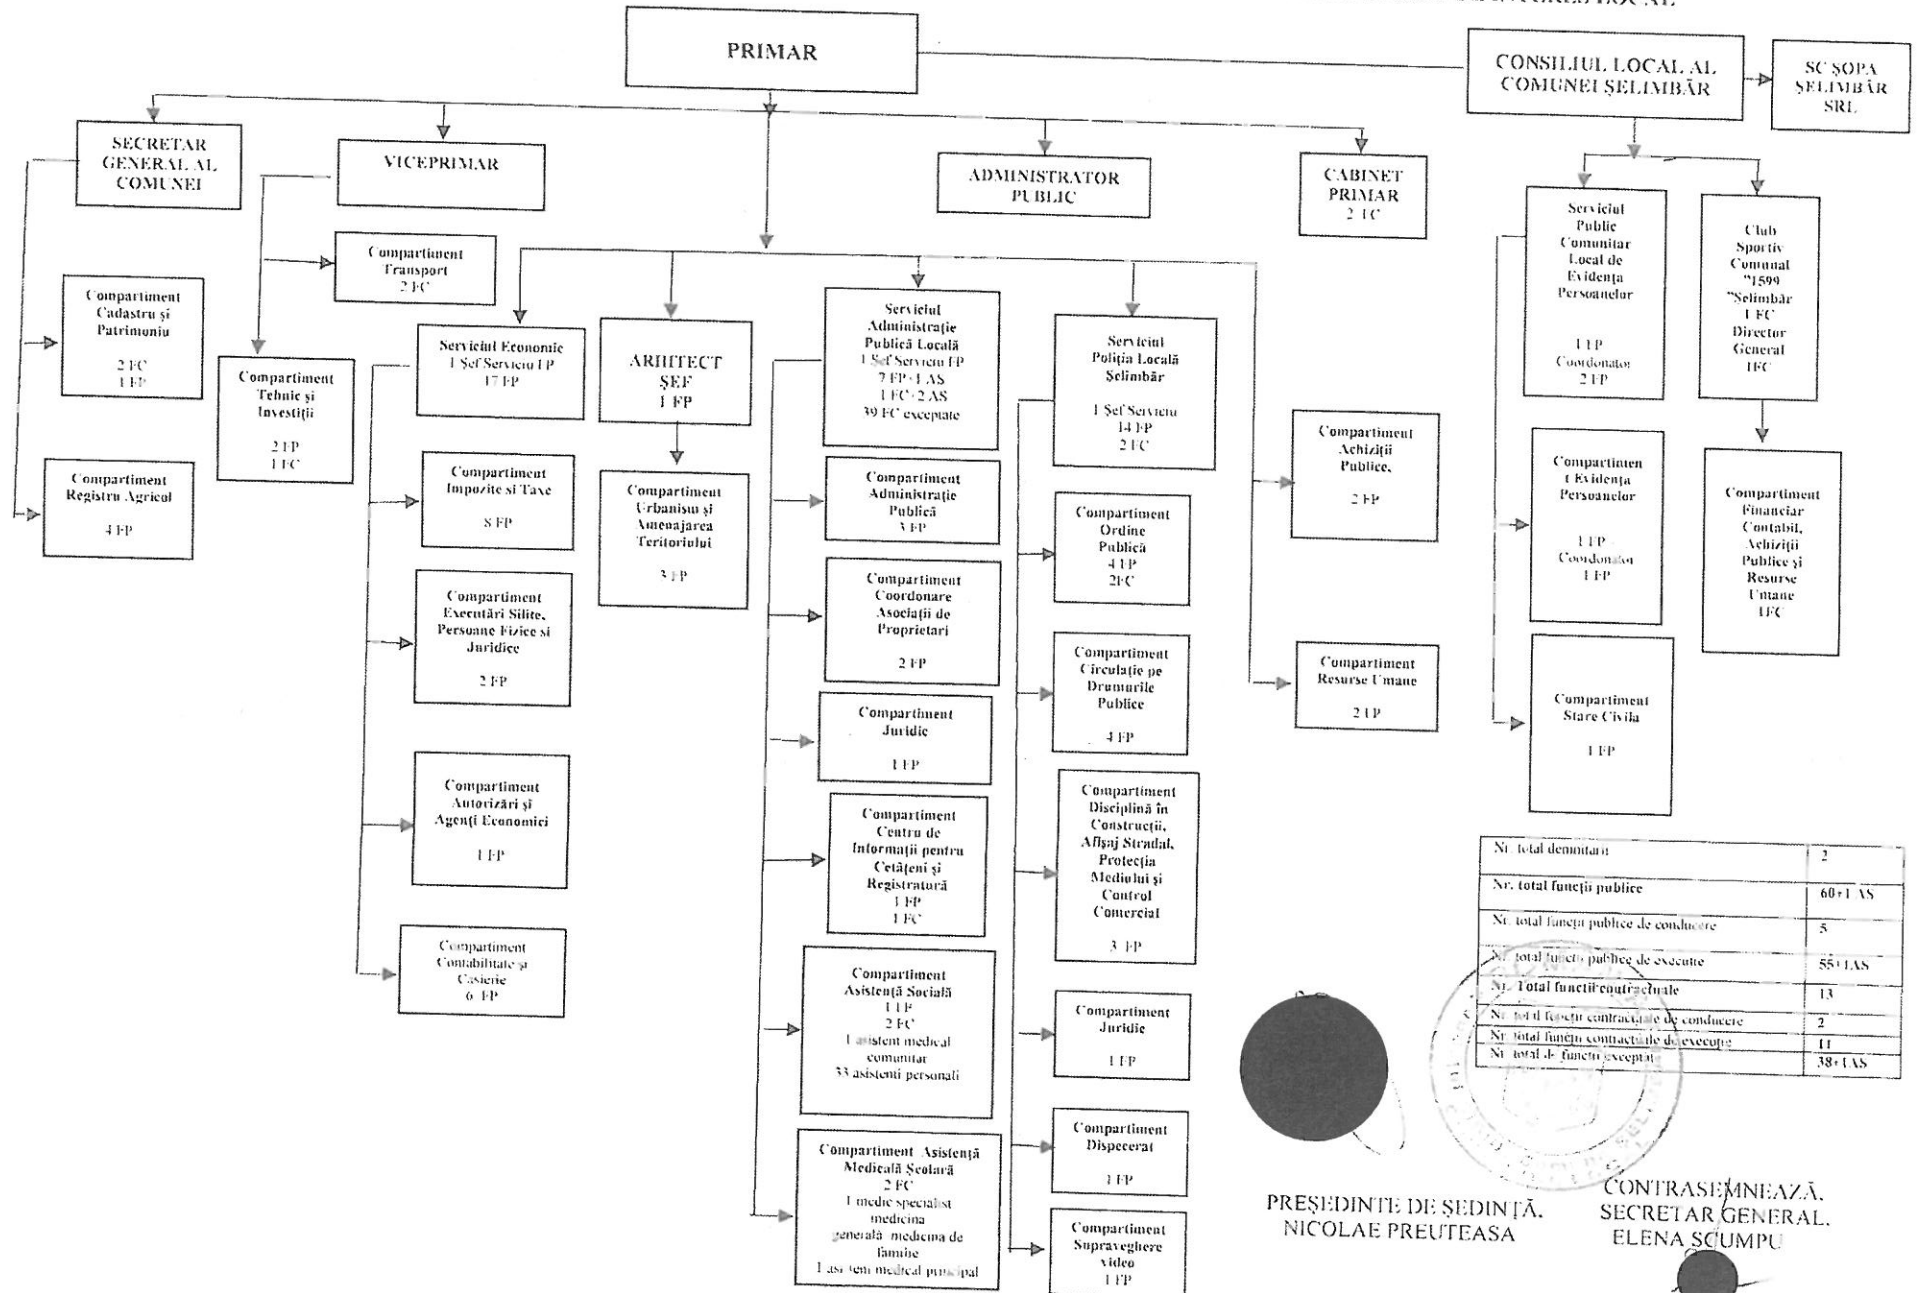 INTERES LOCAL
PRIMAR
CONSILIUL LOCAL AL
COMUNEI ŞELIMBĂR
SC ŞOPA
ŞELIMBĂR
SRL
SECRETAR
GENERAL AL
COMUNEI
VICEPRIMAR
ADMINISTRATOR
PUBLIC
CABINET
PRIMAR
2 FC
Serviciul
Public
Comunitar
Local de
Evidenţa
Persoanelor
1 FP
Coordonator
2 FP
Club
Sportiv
Comunal
"1599
"Selimbăr
1 FC
Director
General
1FC
Compartiment
Transport
2 FC
Compartiment
Cadastru şi
Patrimoniu
2 FC
1 FP
Compartiment
Tehnic şi
Investiţii
2 FP
1 FC
Compartiment
Registru Agricol
4 FP
Serviciul Economic
1 Şef Serviciu FP
17 FP
Compartiment
Impozite si Taxe
8 FP
Compartiment
Executări Silite,
Persoane Fizice si
Juridice
2 FP
Compartiment
Autorizări şi
Agenţi Economici
1 FP
Compartiment
Contabilitate şi
Casierie
6 FP
ARHITECT
ŞEF
1 FP
Compartiment
Urbanism şi
Amenajarea
Teritoriului
3 FP
Serviciul
Administraţie
Publică Locală
1 Şef Serviciu FP
7 FP+1 AS
1 FC+2 AS
39 FC exceptate
Compartiment
Administraţie
Publică
3 FP
Compartiment
Coordonare
Asociaţii de
Proprietari
2 FP
Compartiment
Juridic
1 FP
Compartiment
Centru de
Informaţii pentru
Cetăţeni şi
Registratură
1 FP
1 FC
Compartiment
Asistenţă Socială
1 FP
2 FC
1 asistent medical
comunitar
33 asistenti personali
Compartiment Asistenţă
Medicală Şcolară
2 FC
1 medic specialist
medicina
generală medicina de
familie
1 asistent medical principal
Serviciul
Poliţia Locală
Şelimbăr
1 Şef Serviciu
14 FP
2 FC
Compartiment
Ordine
Publică
4 FP
2FC
Compartiment
Circulaţie pe
Drumurile
Publice
4 FP
Compartiment
Disciplină în
Construcţii,
Afişaj Stradal,
Protecţia
Mediului şi
Control
Comercial
3 FP
Compartiment
Juridic
1 FP
Compartiment
Dispecerat
1 FP
Compartiment
Supraveghere
video
1 FP
Compartiment
Achiziţii
Publice,
2 FP
Compartiment
Resurse Umane
2 FP
Compartimen
t Evidenţa
Persoanelor
1 FP -
Coordonator
1 FP
Compartiment
Stare Civila
1 FP
Compartiment
Financiar
Contabil,
Achiziţii
Publice şi
Resurse
Umane
1FC
Nr. total demnitari 2
Nr. total funcţii publice 60+1 AS
Nr. total funcţii publice de conducere 5
Nr. total functii publice de execuţie 55+1AS
Nr. Total functii contractuale 13
Nr. total funcţii contractuale de conducere 2
Nr. total funcţii contractuale de execuţie 11
Nr. total de functii exceptat 38+1AS
PREŞEDINTE DE ŞEDINŢĂ,
NICOLAE PREUTEASA
CONTRASEMNEAZĂ,
SECRETAR GENERAL,
ELENA SCUMPU